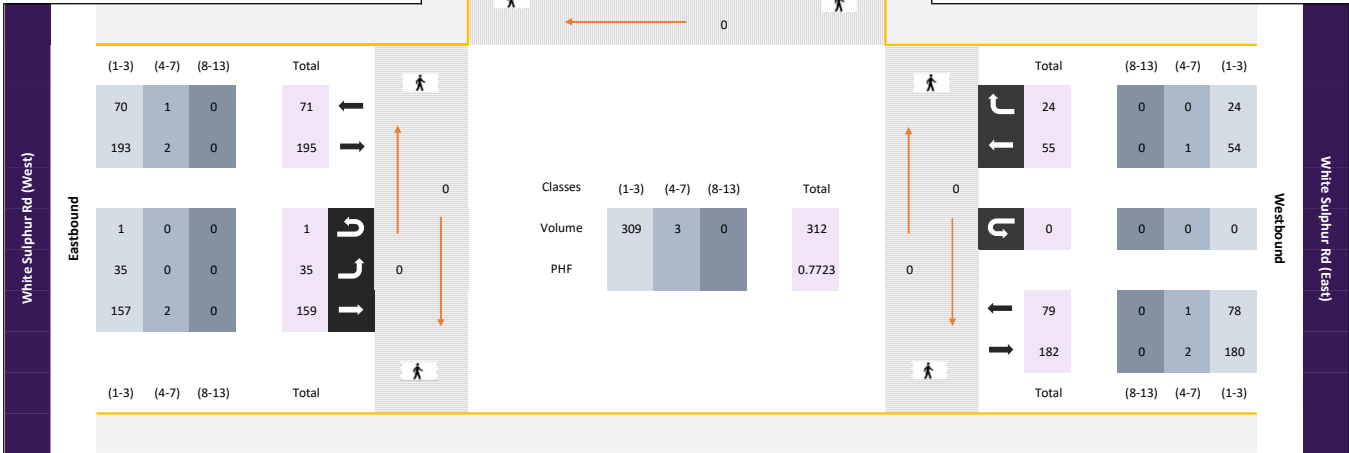 0
(1-3) (4-7) (8-13) Total Total (8-13) (4-7) (1-3)
70 1 0 71 24 0 0 24
193 2 0 195 55 0 1 54
White Sulphur Rd (West)
Eastbound
0 Classes (1-3) (4-7) (8-13) Total 0
1 0 0 1 Volume 309 3 0 312 0 0 0 0
35 0 0 35 0 PHF 0.7723 0
157 2 0 159 79 0 1 78
182 0 2 180
Westbound
White Sulphur Rd (East)
(1-3) (4-7) (8-13) Total Total (8-13) (4-7) (1-3)